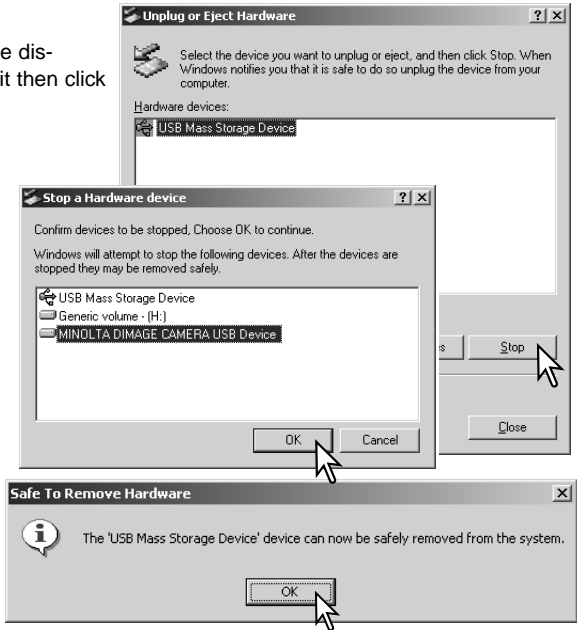 e dis-
it then click
Unplug or Eject Hardware
Select the device you want to unplug or eject, and then click Stop. When
Windows notifies you that it is safe to do so unplug the device from your
computer.
Hardware devices:
USB Mass Storage Device
Stop a Hardware device
Confirm devices to be stopped, Choose OK to continue.
Windows will attempt to stop the following devices. After the devices are
stopped they may be removed safely.
USB Mass Storage Device
Generic volume - (H:)
MINOLTA DIMAGE CAMERA USB Device
s
Stop
Close
OK
Cancel
Safe To Remove Hardware
The 'USB Mass Storage Device' device can now be safely removed from the system.
OK